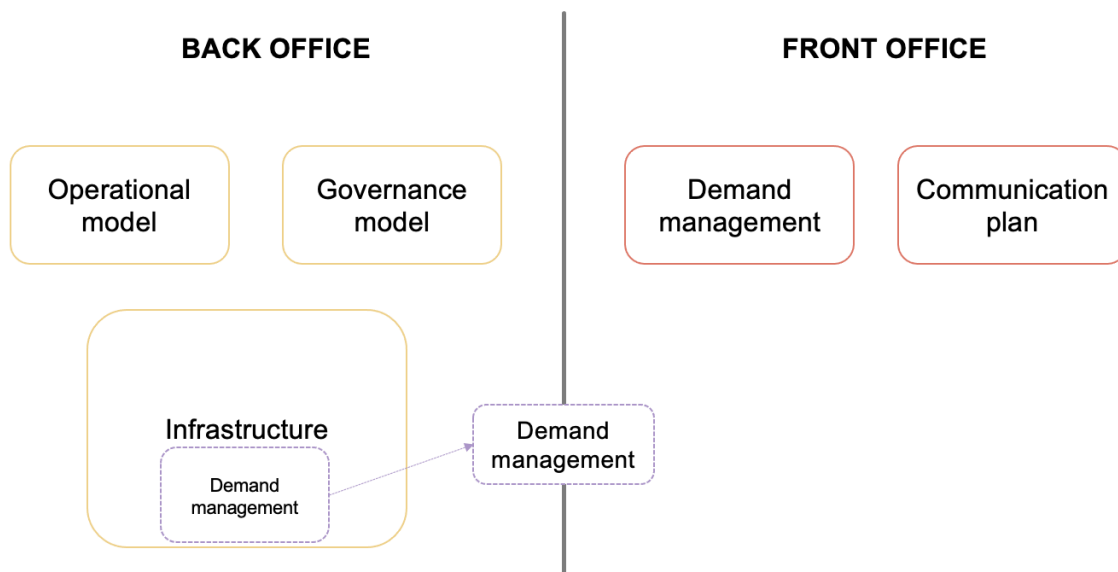 BACK OFFICE
FRONT OFFICE
Operational
model
Governance
model
Demand
management
Communication
plan
Infrastructure
Demand
management
Demand
management